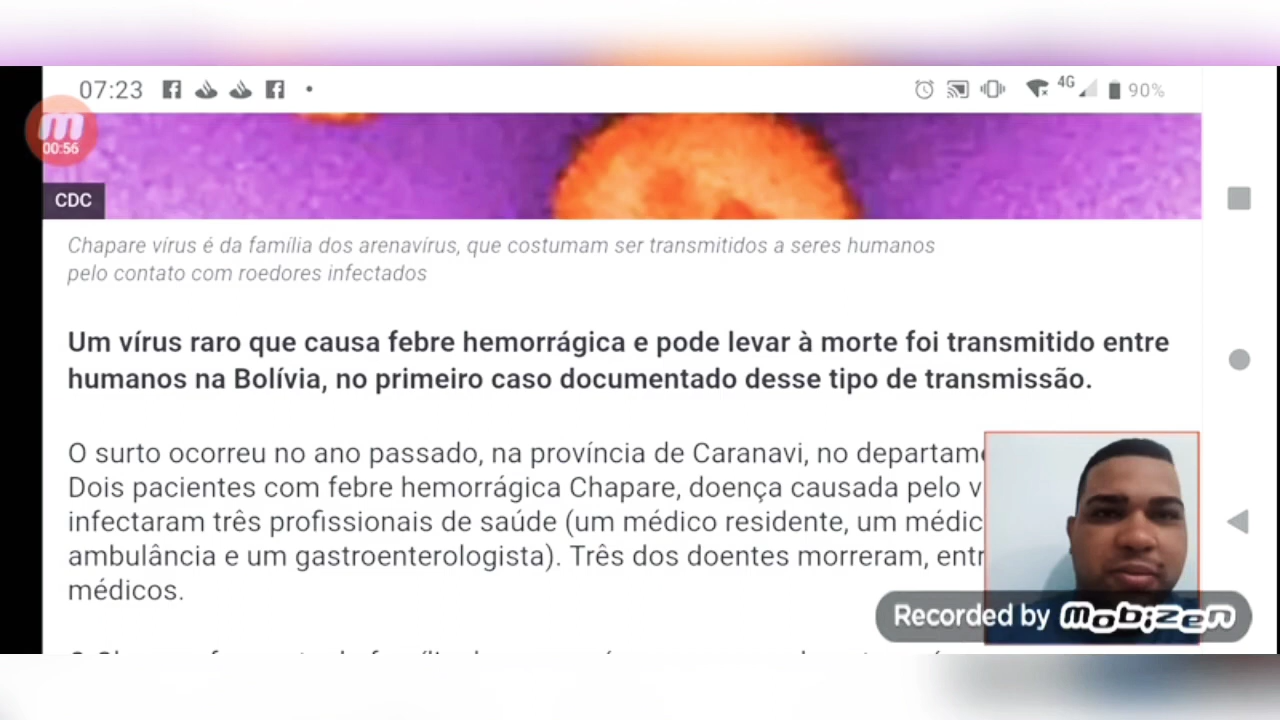 07:23
4G
90%
m
00:56
CDC
Chapare vírus é da família dos arenavírus, que costumam ser transmitidos a seres humanos
pelo contato com roedores infectados
Um vírus raro que causa febre hemorrágica e pode levar à morte foi transmitido entre
humanos na Bolívia, no primeiro caso documentado desse tipo de transmissão.
O surto ocorreu no ano passado, na província de Caranavi, no
Dois pacientes com febre hemorrágica Chapare, doença causada pelo
infectaram três profissionais de saúde (um médico residente, um
ambulância e um gastroenterologista). Três dos doentes morreram,
médicos.
Recorded by mobizen